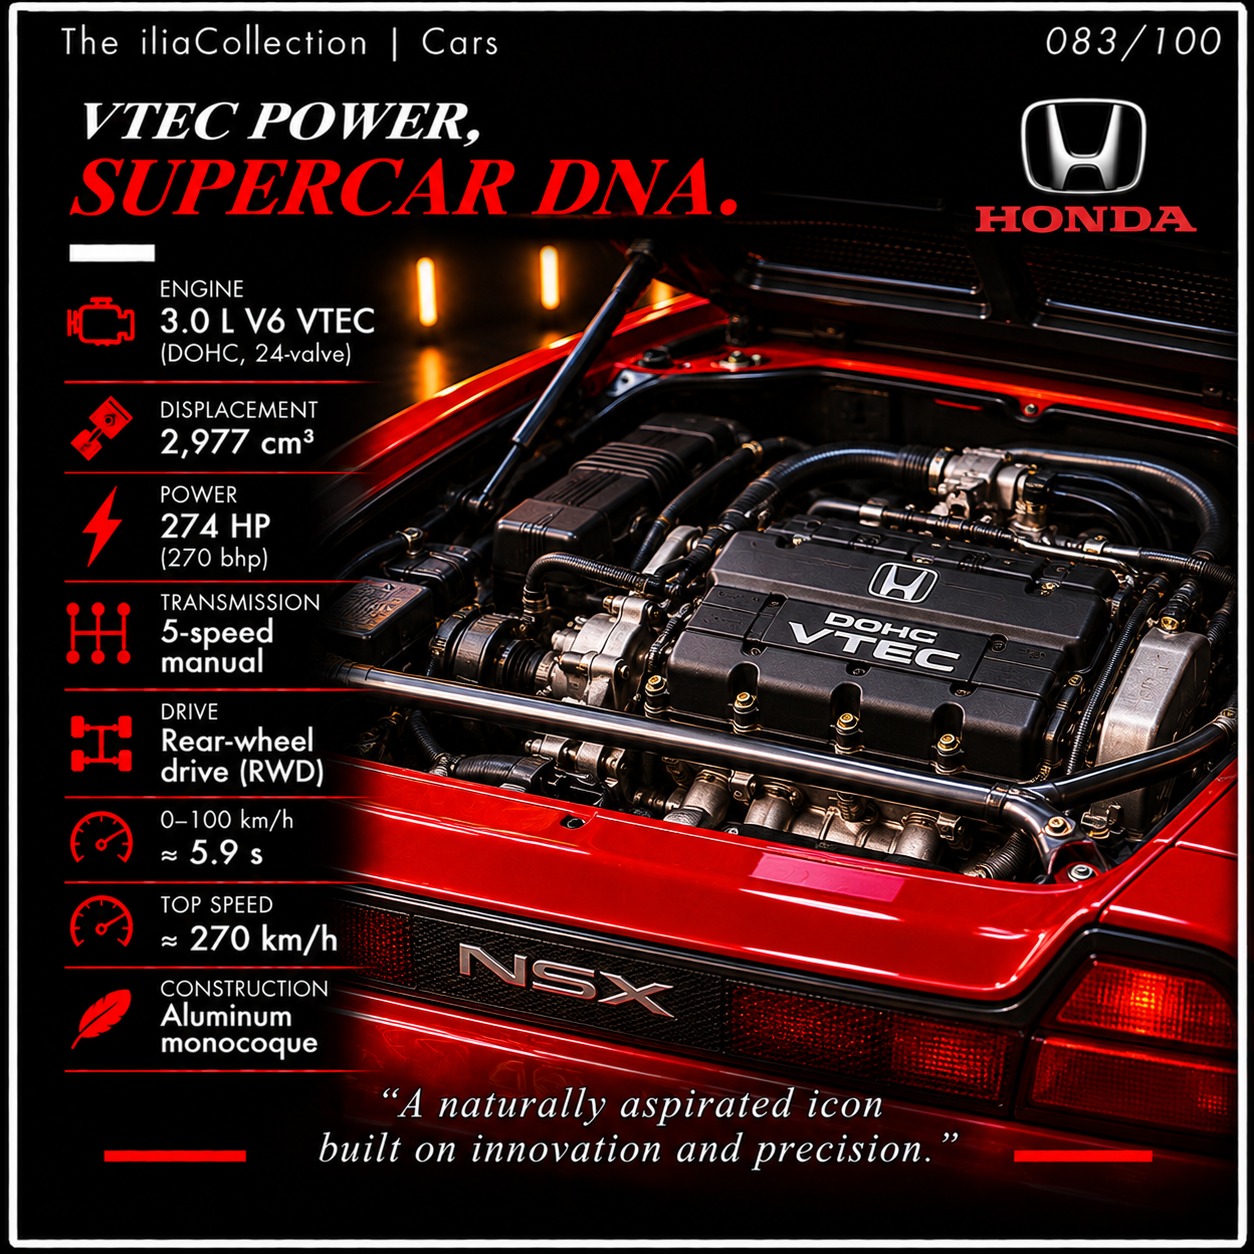 The iliaCollection | Cars
083/100
VTEC POWER,
SUPERCAR DNA.
HONDA
ENGINE
3.0 L V6 VTEC
(DOHC, 24-valve)
DISPLACEMENT
2,977 cm³
POWER
274 HP
(270 bhp)
TRANSMISSION
5-speed
manual
DRIVE
Rear-wheel
drive (RWD)
0–100 km/h
≈ 5.9 s
TOP SPEED
≈ 270 km/h
CONSTRUCTION
Aluminum
monocoque
DOHC
VTEC
NSX
“A naturally aspirated icon
built on innovation and precision.”